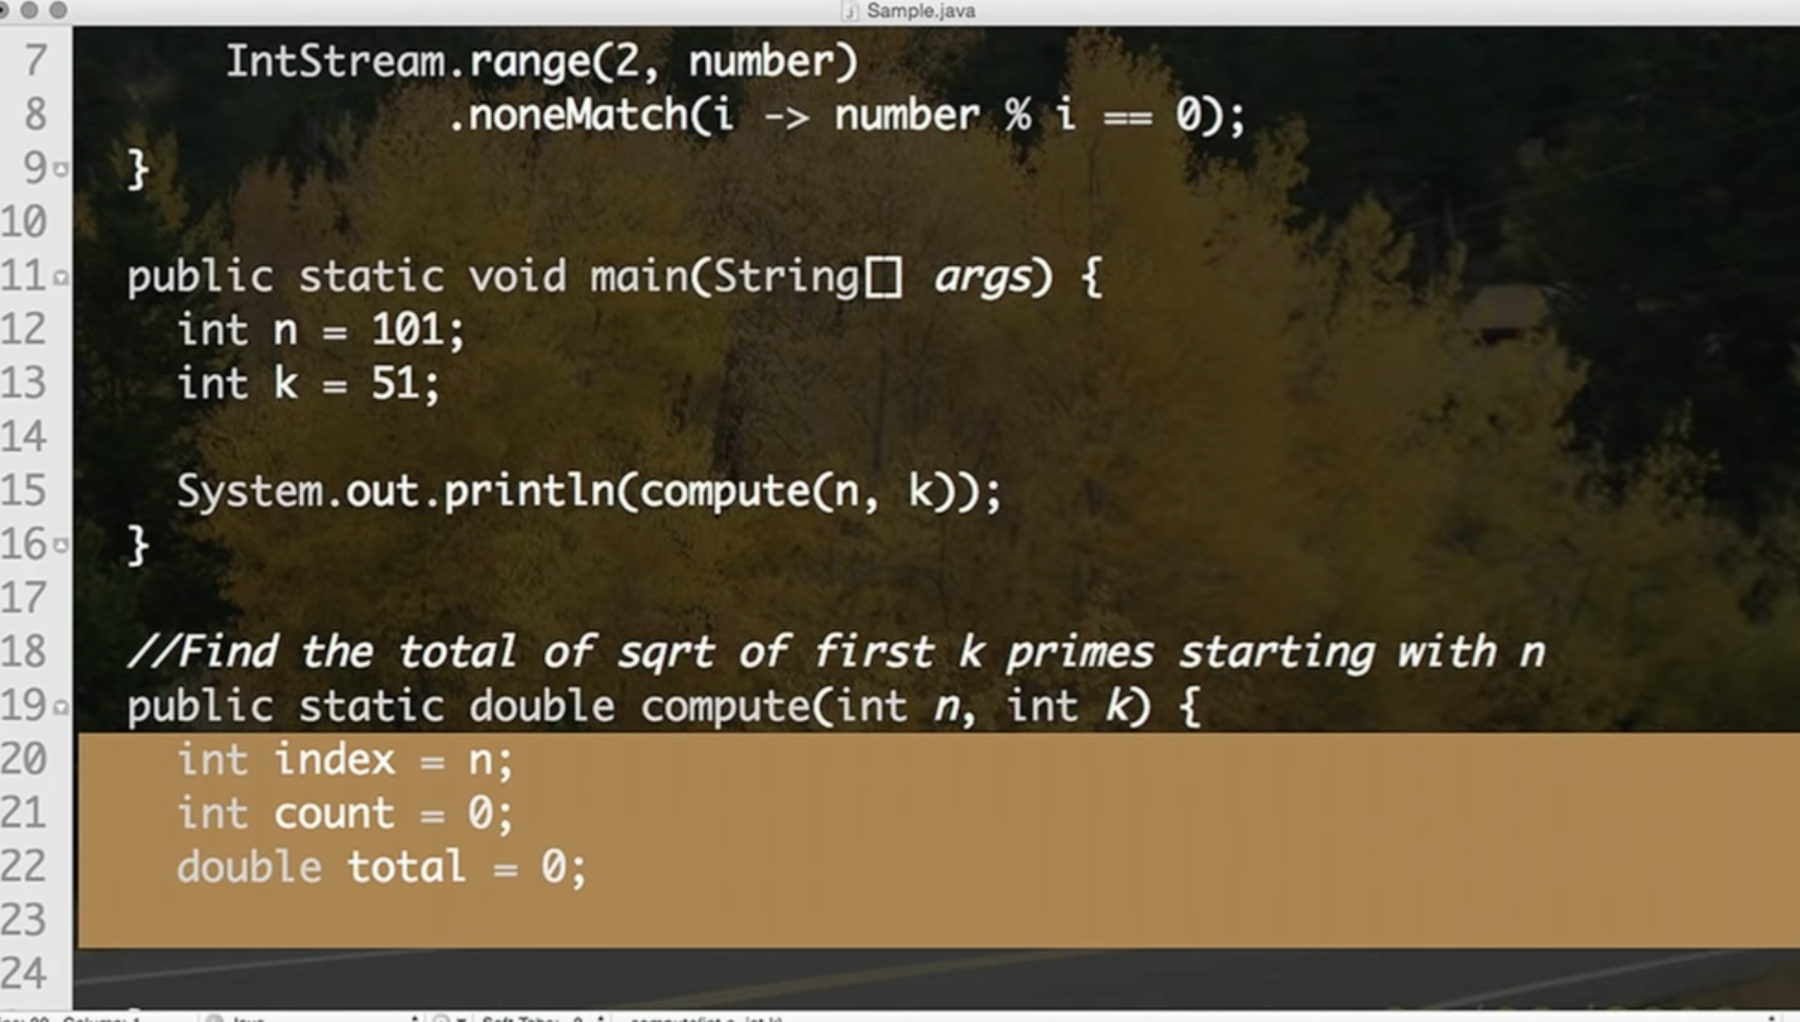 Sample.java
7 IntStream.range(2, number)
8 .noneMatch(i -> number % i == 0);
9 }
10
11 public static void main(String[] args) {
12 int n = 101;
13 int k = 51;
14
15 System.out.println(compute(n, k));
16 }
17
18 //Find the total of sqrt of first k primes starting with n
19 public static double compute(int n, int k) {
20 int index = n;
21 int count = 0;
22 double total = 0;
23
24